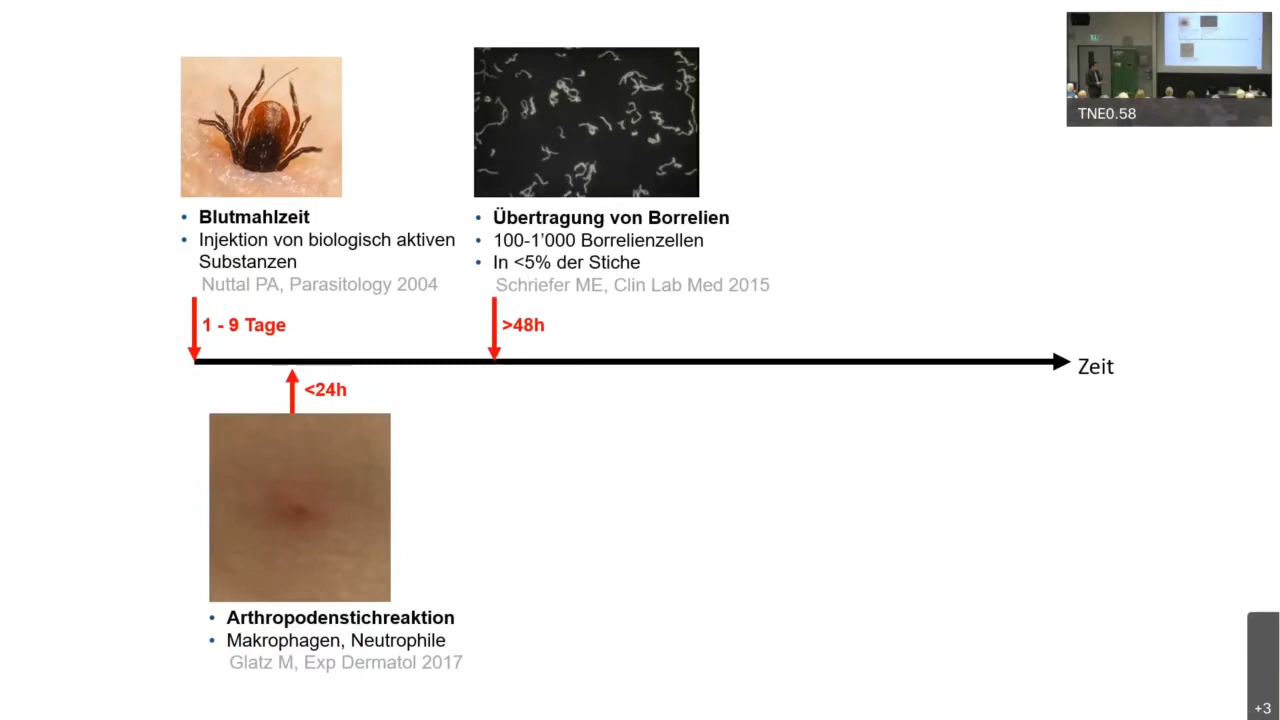 TNE0.58
Blutmahlzeit
Injektion von biologisch aktiven
Substanzen
Nuttal PA, Parasitology 2004
Übertragung von Borrelien
100-1’000 Borrelienzellen
In <5% der Stiche
Schriefer ME, Clin Lab Med 2015
1 - 9 Tage
>48h
Zeit
<24h
Arthropodenstichreaktion
Makrophagen, Neutrophile
Glatz M, Exp Dermatol 2017
+3